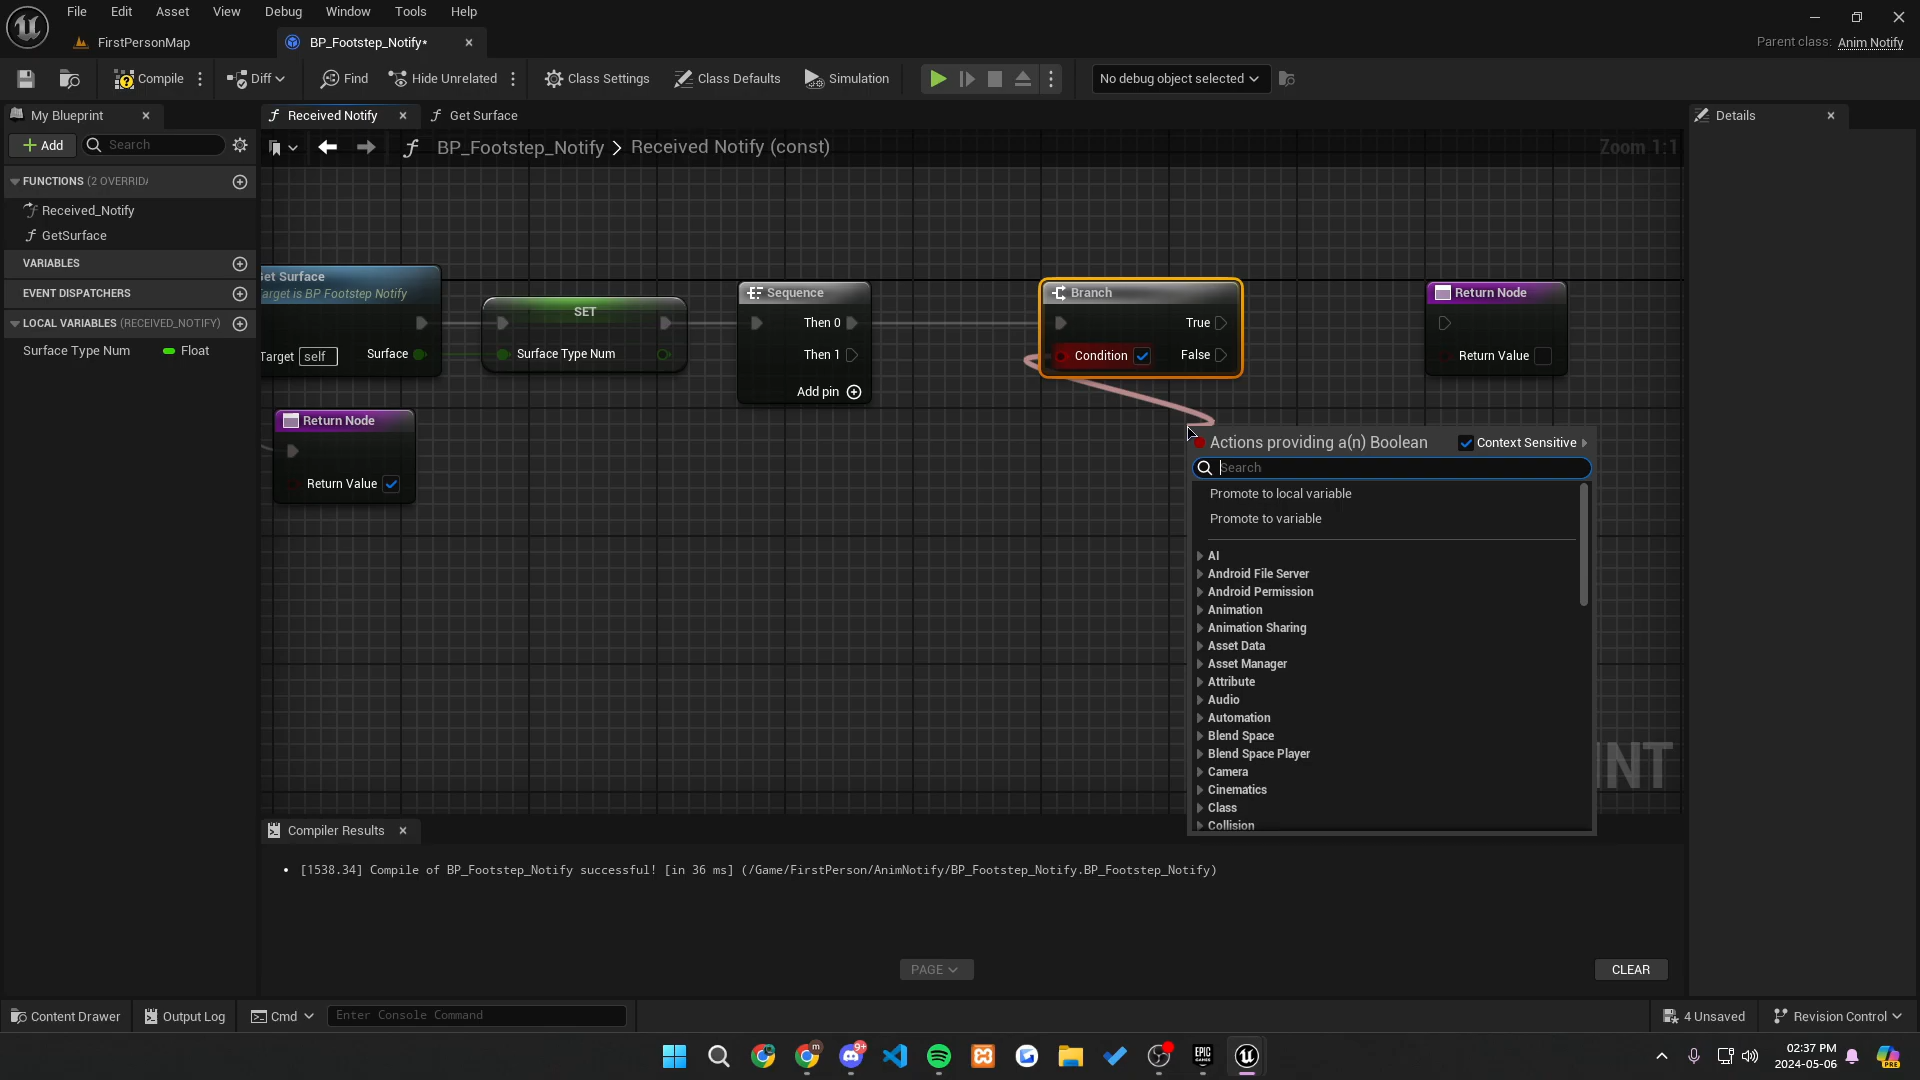 File Edit Asset View Debug Window Tools Help
FirstPersonMap
BP_Footstep_Notify*
Parent class: Anim Notify
Compile Diff Find Hide Unrelated Class Settings Class Defaults Simulation No debug object selected
My Blueprint
Received Notify
Get Surface
Details
Add Search
BP_Footstep_Notify > Received Notify (const)
Zoom 1:1
FUNCTIONS (2 OVERRIDA
Received_Notify
GetSurface
VARIABLES
EVENT DISPATCHERS
LOCAL VARIABLES (RECEIVED_NOTIFY)
Surface Type Num Float
Get Surface
Target is BP Footstep Notify
Target self Surface
SET
Surface Type Num
Sequence
Then 0
Then 1
Add pin
Branch
True
Condition False
Return Node
Return Value
Return Node
Return Value
Actions providing a(n) Boolean Context Sensitive
Search
Promote to local variable
Promote to variable
AI
Android File Server
Android Permission
Animation
Animation Sharing
Asset Data
Asset Manager
Attribute
Audio
Automation
Blend Space
Blend Space Player
Camera
Cinematics
Class
Collision
INT
Compiler Results
• [1538.34] Compile of BP_Footstep_Notify successful! [in 36 ms] (/Game/FirstPerson/AnimNotify/BP_Footstep_Notify.BP_Footstep_Notify)
PAGE
CLEAR
Content Drawer Output Log Cmd Enter Console Command 4 Unsaved Revision Control
m
9+
EPIC
GAMES
02:37 PM
2024-05-06
PRE